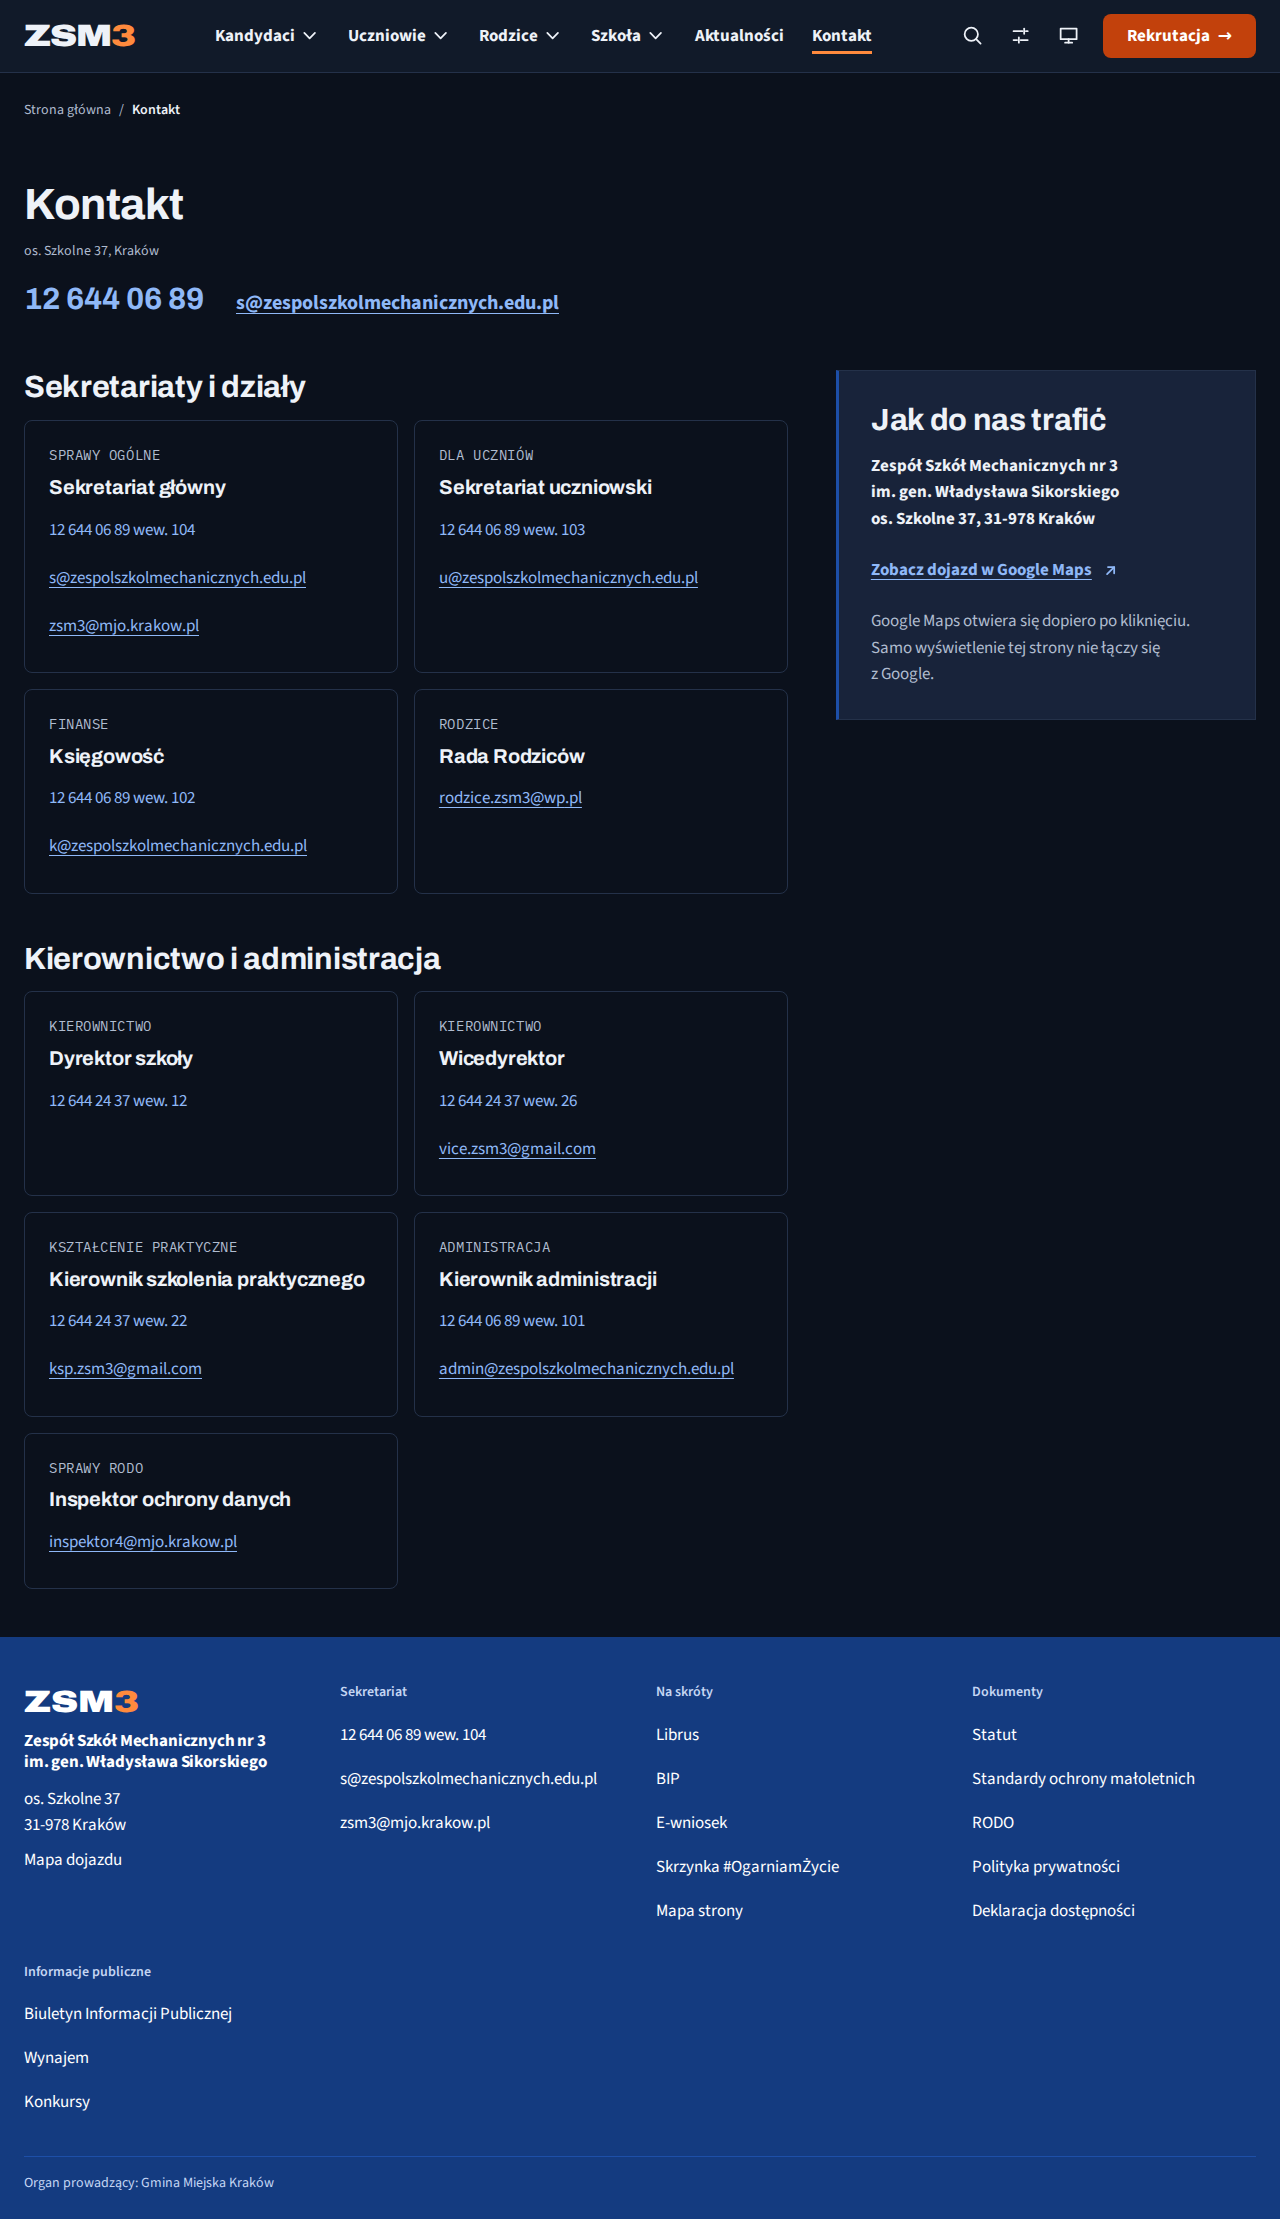 ZSM3
Kandydaci
Uczniowie
Rodzice
Szkoła
Aktualności
Kontakt
Rekrutacja →
Strona główna / Kontakt
Kontakt
os. Szkolne 37, Kraków
12 644 06 89
s@zespolszkolmechanicznych.edu.pl
Sekretariaty i działy
SPRAWY OGÓLNE
Sekretariat główny
12 644 06 89 wew. 104
s@zespolszkolmechanicznych.edu.pl
zsm3@mjo.krakow.pl
DLA UCZNIÓW
Sekretariat uczniowski
12 644 06 89 wew. 103
u@zespolszkolmechanicznych.edu.pl
FINANSE
Księgowość
12 644 06 89 wew. 102
k@zespolszkolmechanicznych.edu.pl
RODZICE
Rada Rodziców
rodzice.zsm3@wp.pl
Jak do nas trafić
Zespół Szkół Mechanicznych nr 3
im. gen. Władysława Sikorskiego
os. Szkolne 37, 31-978 Kraków
Zobacz dojazd w Google Maps
Google Maps otwiera się dopiero po kliknięciu.
Samo wyświetlenie tej strony nie łączy się
z Google.
Kierownictwo i administracja
KIEROWNICTWO
Dyrektor szkoły
12 644 24 37 wew. 12
KIEROWNICTWO
Wicedyrektor
12 644 24 37 wew. 26
vice.zsm3@gmail.com
KSZTAŁCENIE PRAKTYCZNE
Kierownik szkolenia praktycznego
12 644 24 37 wew. 22
ksp.zsm3@gmail.com
ADMINISTRACJA
Kierownik administracji
12 644 06 89 wew. 101
admin@zespolszkolmechanicznych.edu.pl
SPRAWY RODO
Inspektor ochrony danych
inspektor4@mjo.krakow.pl
ZSM3
Zespół Szkół Mechanicznych nr 3
im. gen. Władysława Sikorskiego
os. Szkolne 37
31-978 Kraków
Mapa dojazdu
Sekretariat
12 644 06 89 wew. 104
s@zespolszkolmechanicznych.edu.pl
zsm3@mjo.krakow.pl
Na skróty
Librus
BIP
E-wniosek
Skrzynka #OgarniamŻycie
Mapa strony
Dokumenty
Statut
Standardy ochrony małoletnich
RODO
Polityka prywatności
Deklaracja dostępności
Informacje publiczne
Biuletyn Informacji Publicznej
Wynajem
Konkursy
Organ prowadzący: Gmina Miejska Kraków